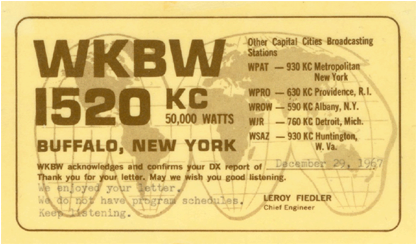 WKBW
1520 KC
50,000 WATTS
BUFFALO, NEW YORK
Other Capital Cities Broadcasting
Stations
WPAT — 930 KC Metropolitan
New York
WPRO — 630 KC Providence, R.I.
WROW — 590 KC Albany, N.Y.
WJR — 760 KC Detroit, Mich.
WSAZ — 930 KC Huntington,
W. Va.
WKBW acknowledges and confirms your DX report of December 29, 1967
Thank you for your letter. May we wish you good listening.
We enjoyed your letter.
We do not have program schedules.
Keep listening.
LEROY FIEDLER
Chief Engineer